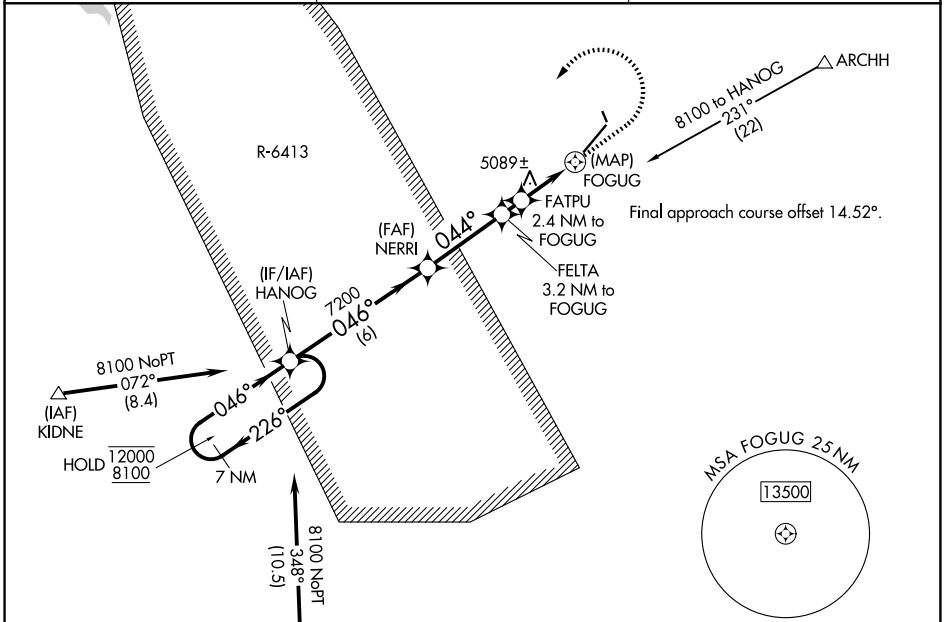 ARCHH
8100 to HANOG
231°
(22)
R-6413
5089±
(MAP)
FOGUG
FATPU
2.4 NM to
FOGUG
Final approach course offset 14.52°.
(FAF)
NERRI
044°
FELTA
3.2 NM to
FOGUG
(IF/IAF)
HANOG
7200
046°
(6)
8100 NoPT
072°
(8.4)
(IAF)
KIDNE
046°
226°
HOLD 12000
8100
7 NM
8100 NoPT
348°
(10.5)
MSA FOGUG 25 NM
13500